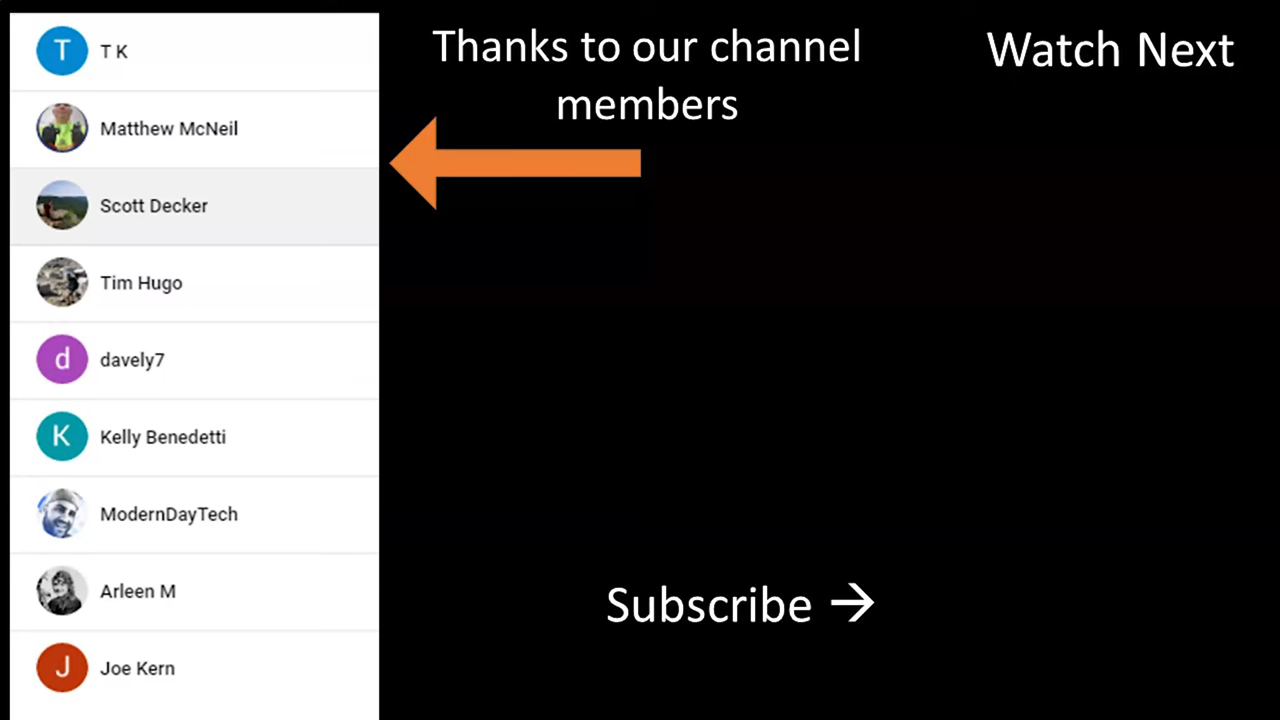 T
T K
Matthew McNeil
Scott Decker
Tim Hugo
d
davely7
K
Kelly Benedetti
ModernDayTech
Arleen M
J
Joe Kern
Thanks to our channel
members
Watch Next
Subscribe →